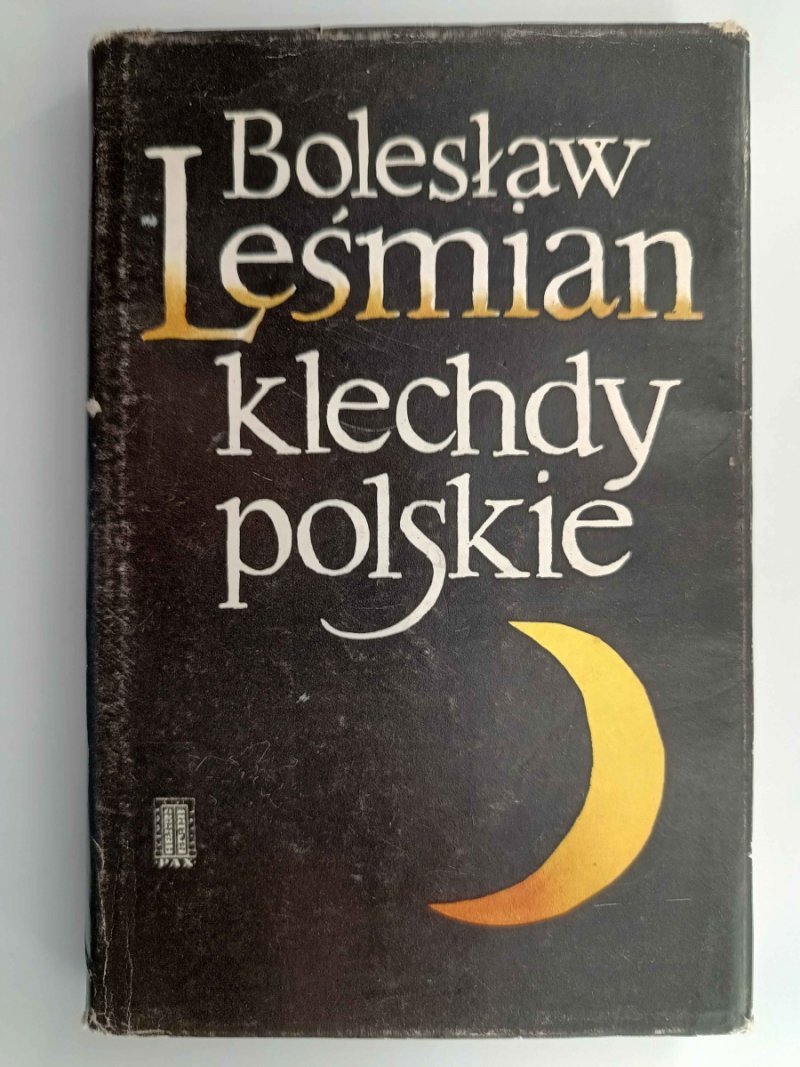 Bolesław
Leśmian
klechdy
polskie
PAX